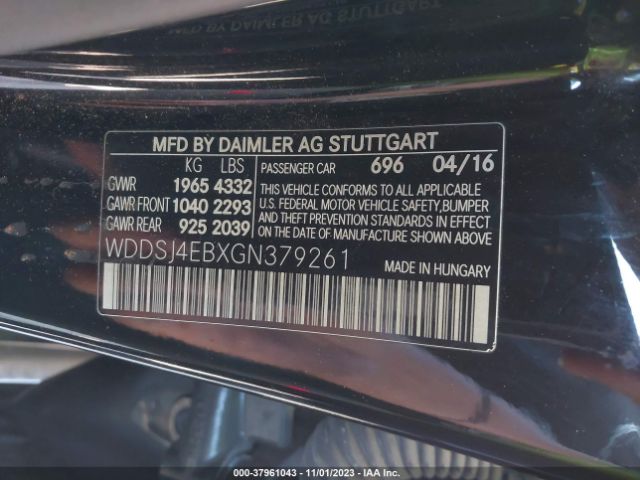 MFD BY DAIMLER AG STUTTGART
KG LBS
GVWR 1965 4332
GAWR FRONT 1040 2293
GAWR REAR 925 2039
PASSENGER CAR 696 04/16
THIS VEHICLE CONFORMS TO ALL APPLICABLE
U.S. FEDERAL MOTOR VEHICLE SAFETY,BUMPER
AND THEFT PREVENTION STANDARDS IN EFFECT
ON THE DATE OF MANUFACTURE SHOWN ABOVE.
WDDSJ4EBXGN379261
MADE IN HUNGARY
000-37961043 — 11/01/2023 — IAA Inc.